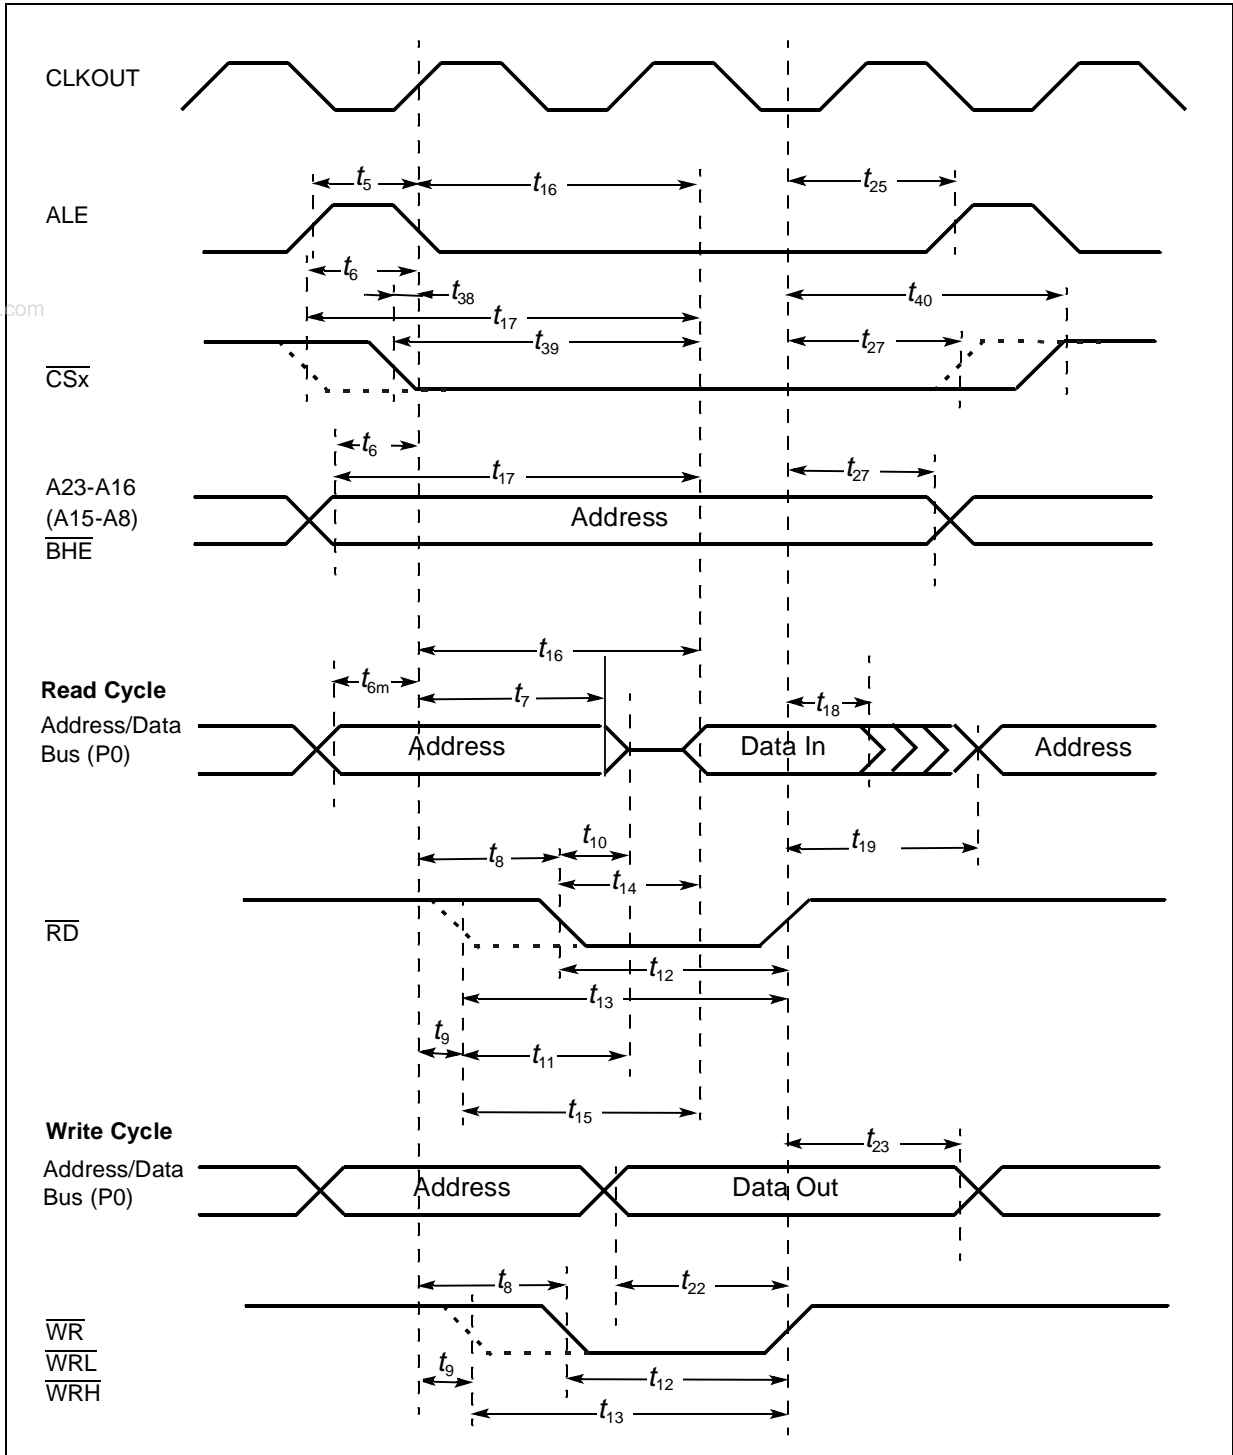 CLKOUT
t5
t16
t25
ALE
t6
t38
t40
.com
t17
t39
t27
CSx
t6
t17
t27
A23-A16
(A15-A8)
BHE
Address
t16
Read Cycle
t6m
t7
t18
Address/Data
Bus (P0)
Address
Data In
Address
t8
t10
t19
t14
RD
t12
t13
t9
t11
t15
Write Cycle
t23
Address/Data
Bus (P0)
Address
Data Out
t8
t22
WR
WRL
WRH
t9
t12
t13